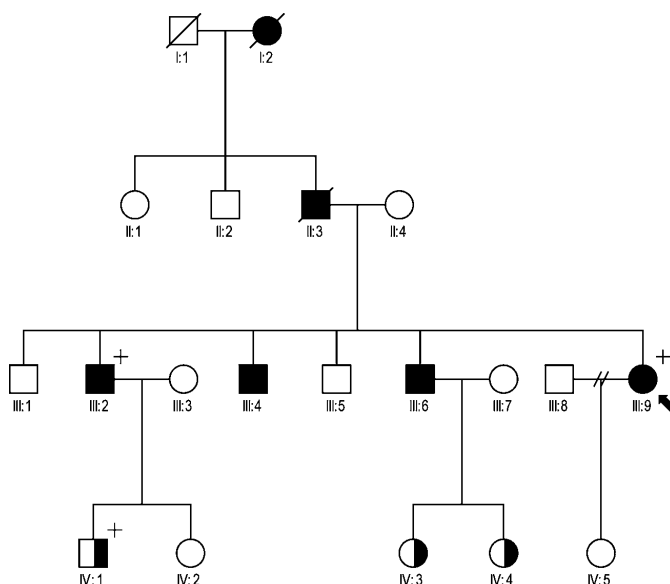 I:1 I:2
II:1 II:2 II:3 II:4
+ +
III:1 III:2 III:3 III:4 III:5 III:6 III:7 III:8 III:9
+
IV:1 IV:2 IV:3 IV:4 IV:5